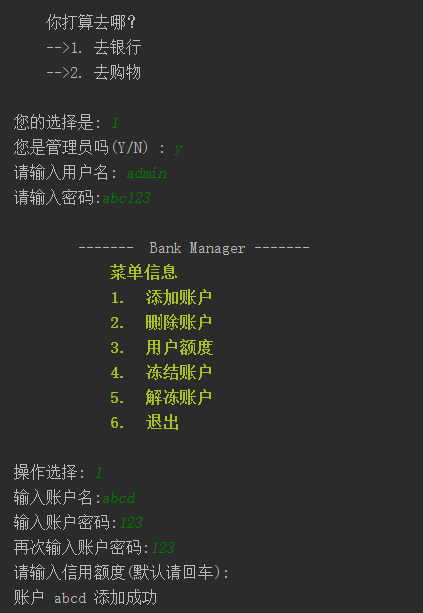 你打算去哪?
-->1. 去银行
-->2. 去购物
您的选择是: 1
您是管理员吗(Y/N) : y
请输入用户名: admin
请输入密码:abc123
------- Bank Manager -------
菜单信息
1. 添加账户
2. 删除账户
3. 用户额度
4. 冻结账户
5. 解冻账户
6. 退出
操作选择: 1
输入账户名:abcd
输入账户密码:123
再次输入账户密码:123
请输入信用额度(默认请回车):
账户 abcd 添加成功